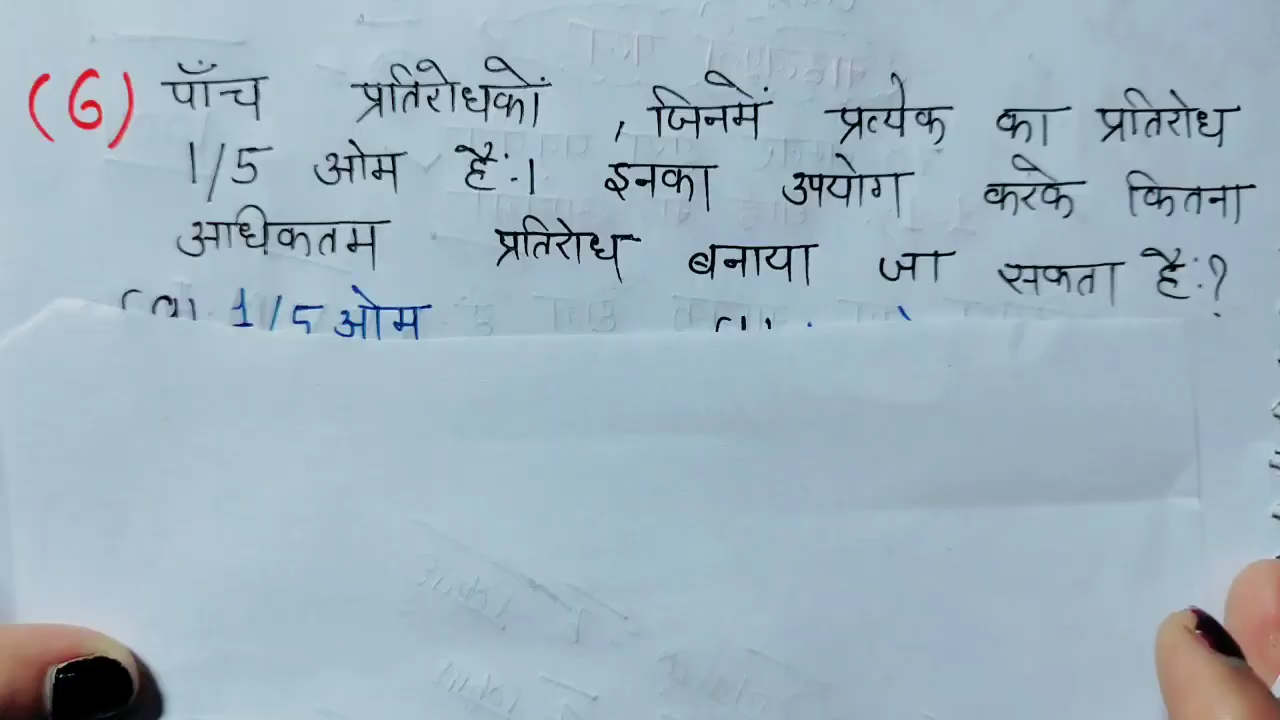 (6) पाँच प्रतिरोधकों , जिनमें प्रत्येक का प्रतिरोध
1/5 ओम हैं। इनका उपयोग करके कितना
अधिकतम प्रतिरोध बनाया जा सकता हैं?
1/5 ओम